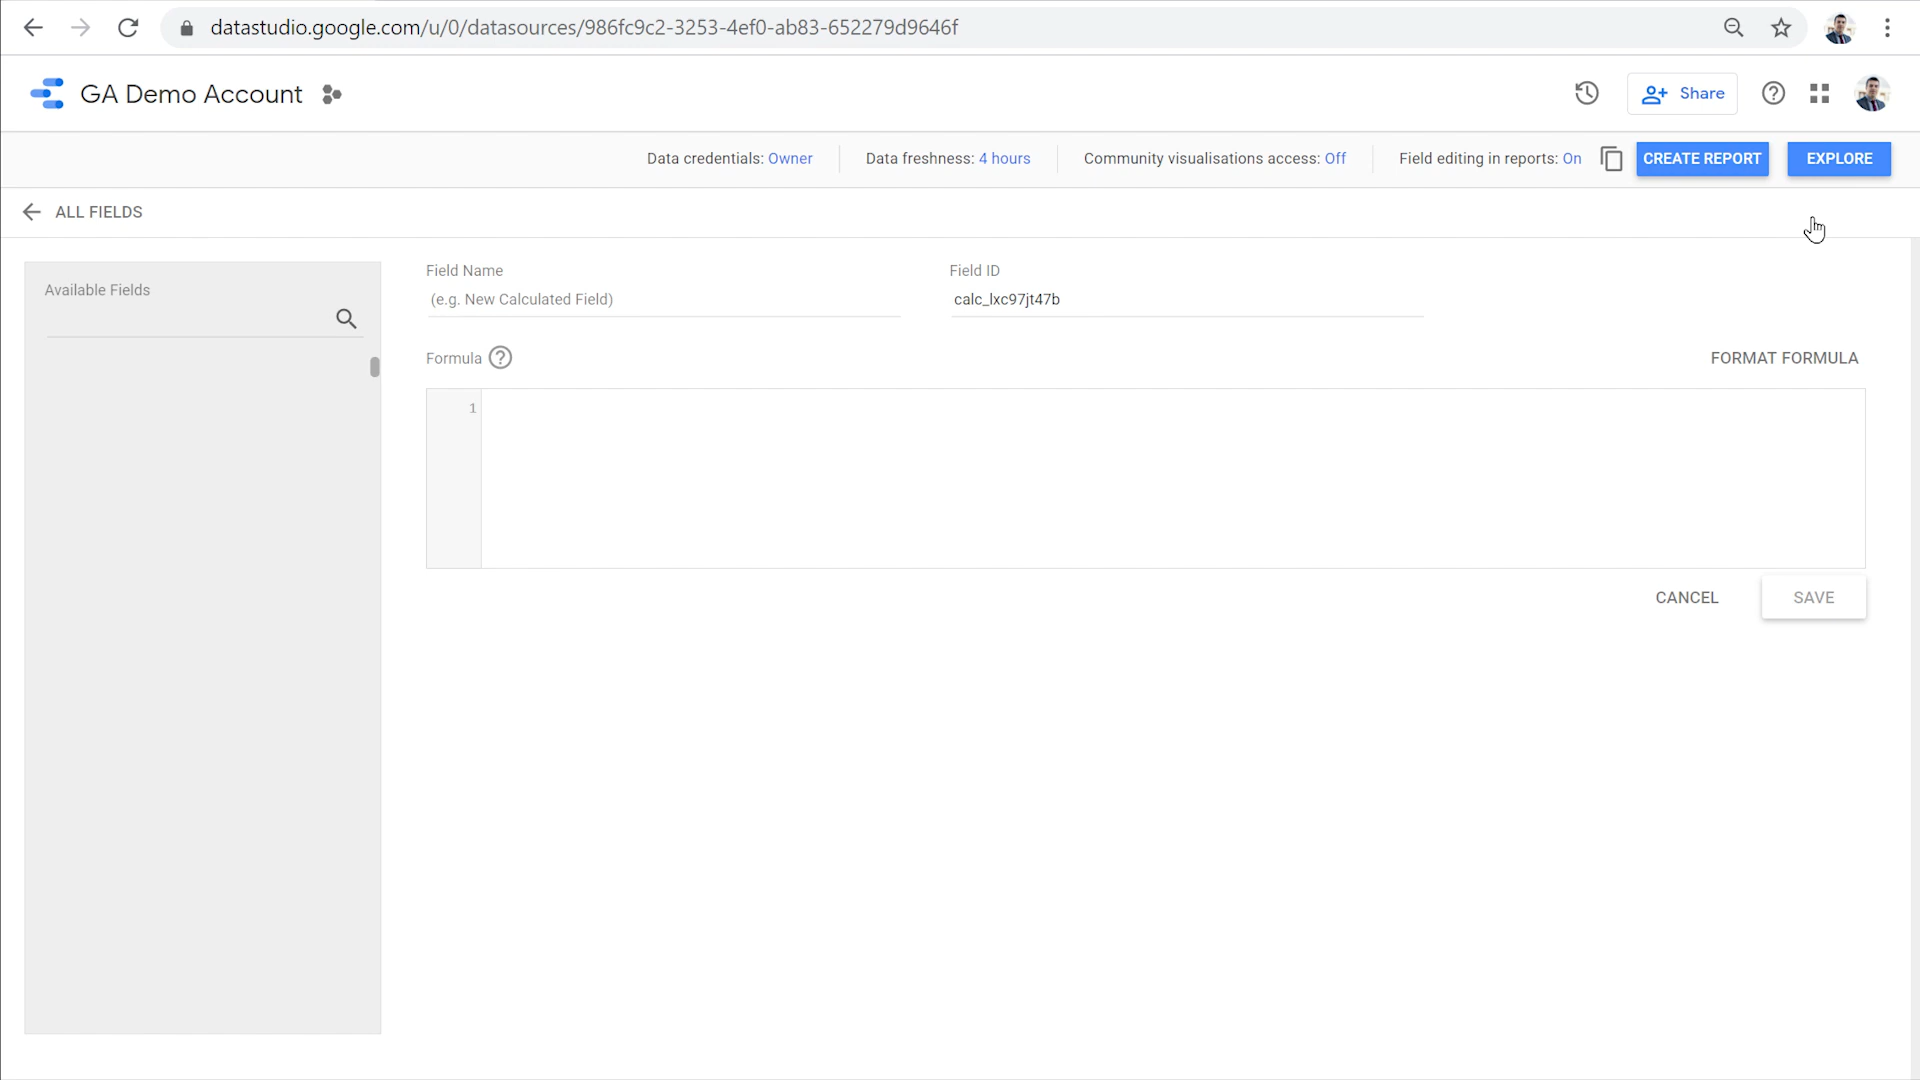 datastudio.google.com/u/0/datasources/986fc9c2-3253-4ef0-ab83-652279d9646f
GA Demo Account
Share
Data credentials: Owner
Data freshness: 4 hours
Community visualisations access: Off
Field editing in reports: On
CREATE REPORT
EXPLORE
ALL FIELDS
Available Fields
Field Name
(e.g. New Calculated Field)
Field ID
calc_lxc97jt47b
Formula
FORMAT FORMULA
1
CANCEL
SAVE